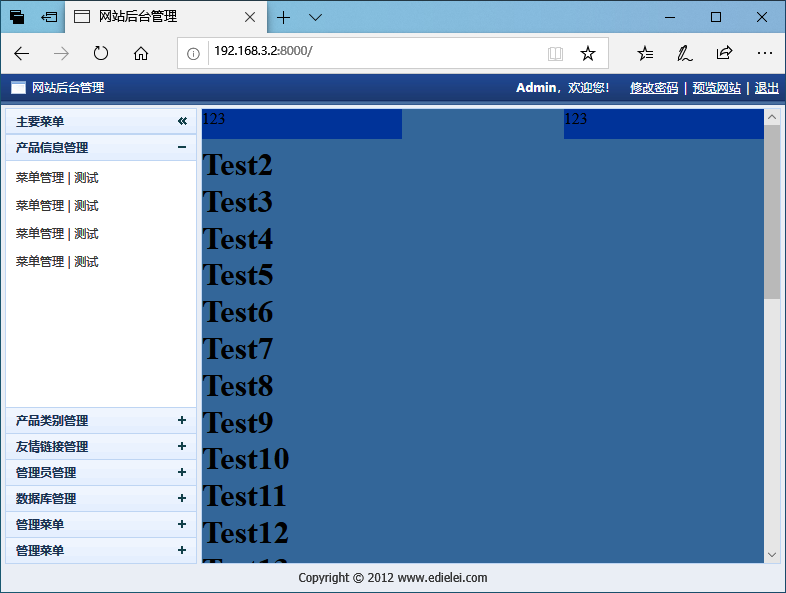 网站后台管理
192.168.3.2:8000/
网站后台管理
Admin，欢迎您！ 修改密码 | 预览网站 | 退出
主要菜单
产品信息管理
菜单管理 | 测试
菜单管理 | 测试
菜单管理 | 测试
菜单管理 | 测试
产品类别管理
友情链接管理
管理员管理
数据库管理
管理菜单
管理菜单
123 123
Test2
Test3
Test4
Test5
Test6
Test7
Test8
Test9
Test10
Test11
Test12
Copyright © 2012 www.edielei.com